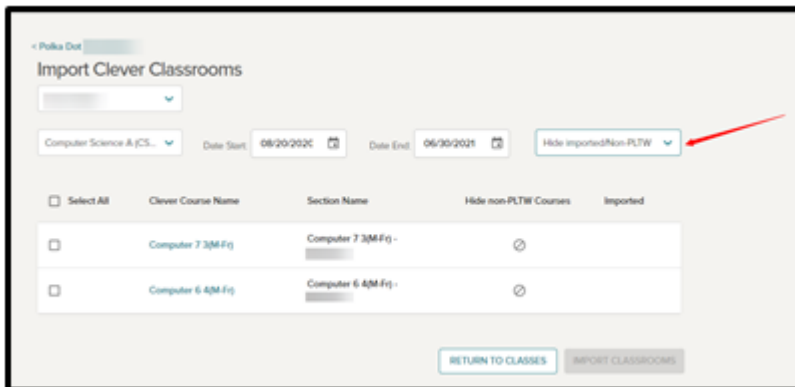 < Polka Dot
Import Clever Classrooms
Computer Science A (CS...
Date Start
08/20/202C
Date End
06/30/2021
Hide imported/Non-PLTW
Select All
Clever Course Name
Section Name
Hide non-PLTW Courses
Imported
Computer 7 3(M-Fr)
Computer 7 3(M-Fr) -
Computer 6 4(M-Fr)
Computer 6 4(M-Fr) -
RETURN TO CLASSES
IMPORT CLASSROOMS